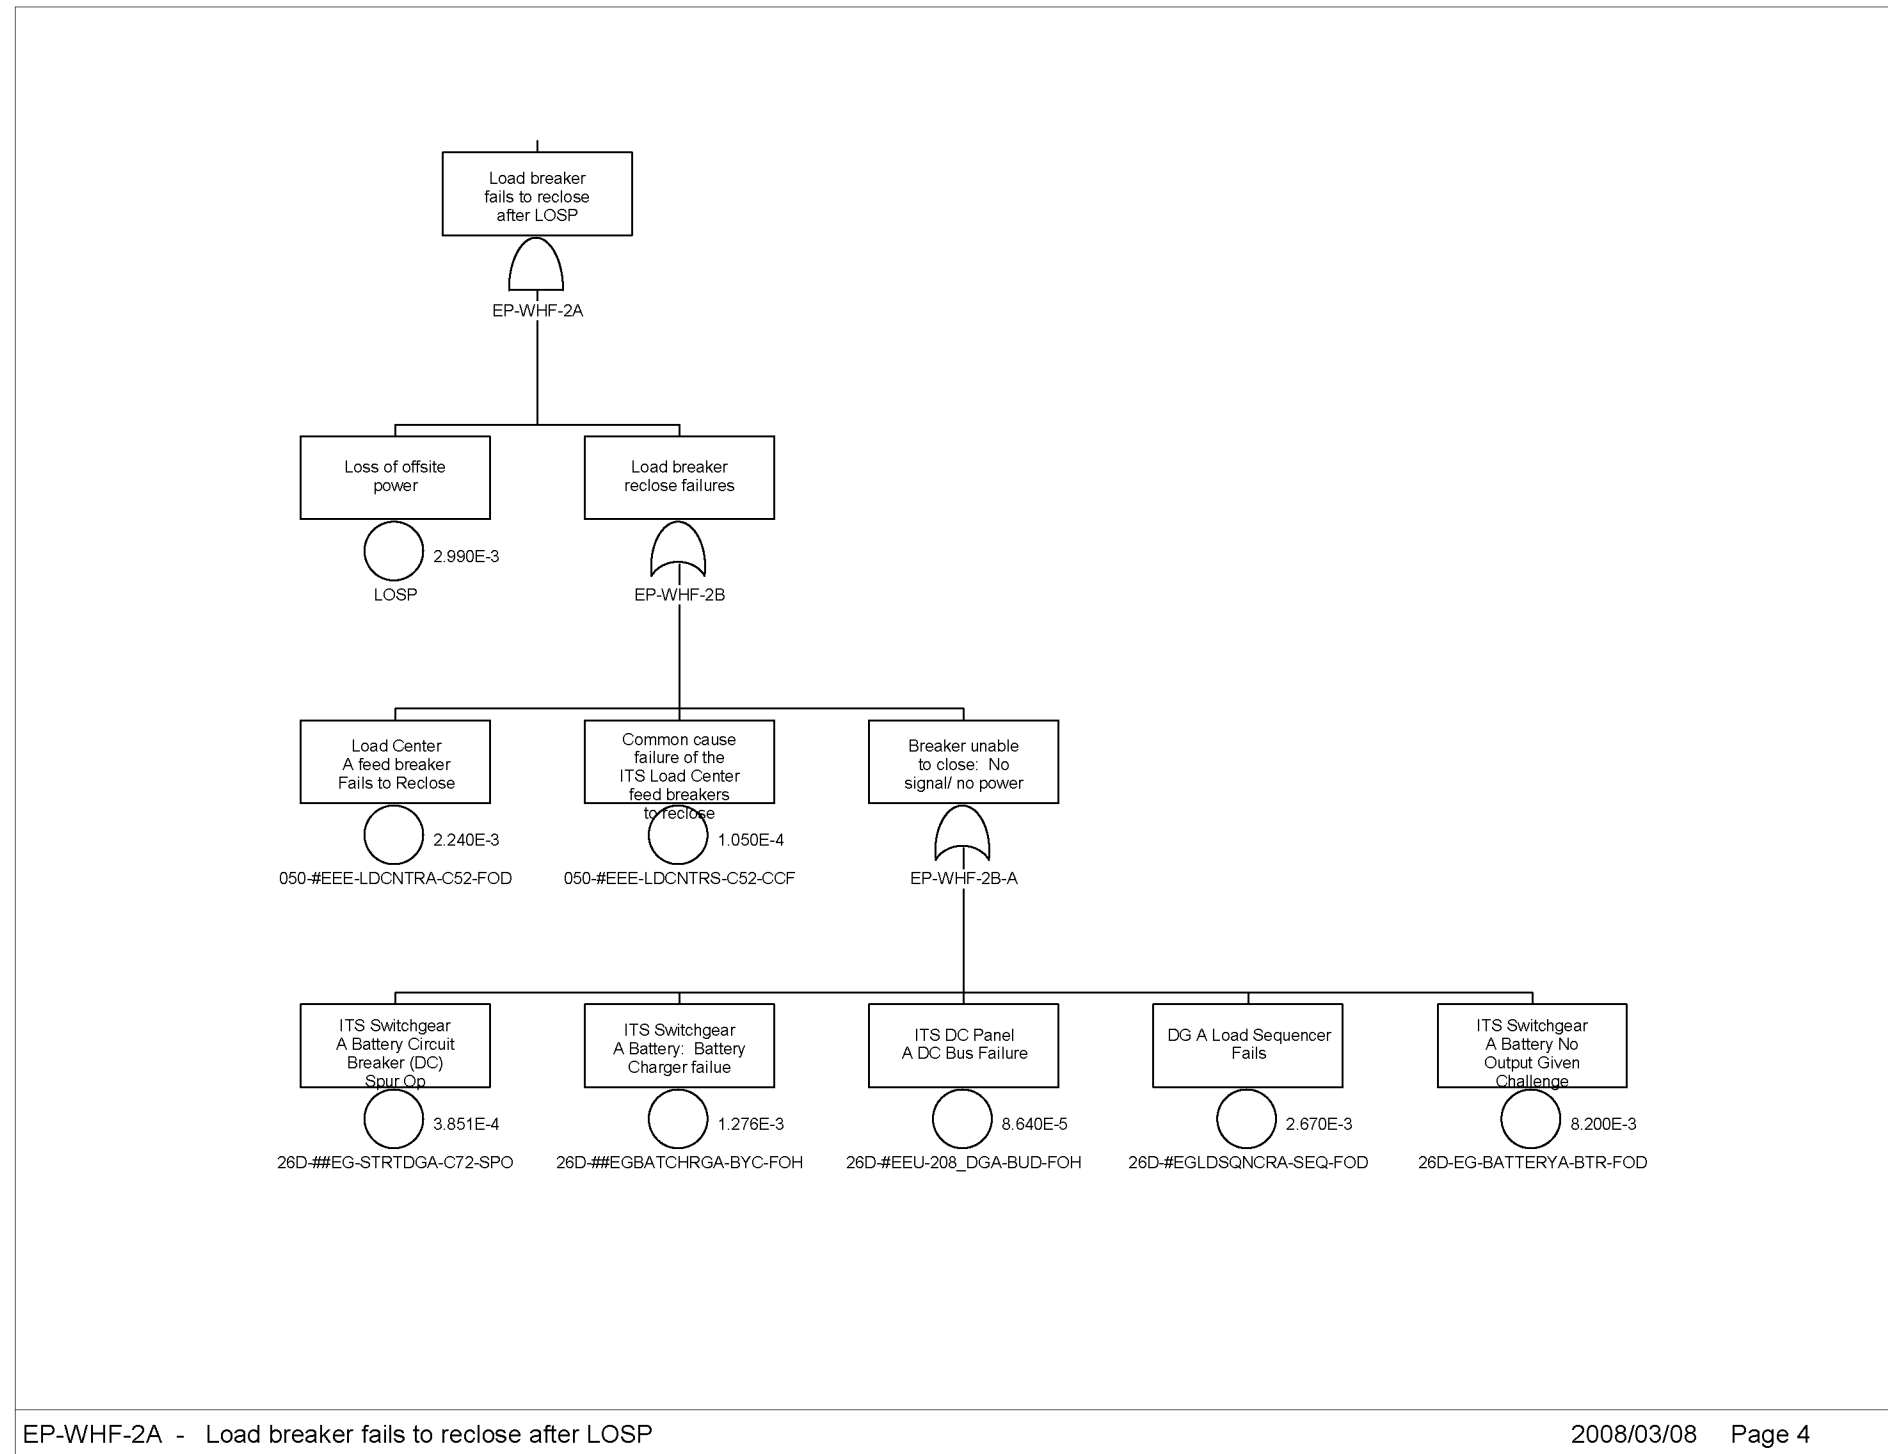 Load breaker
fails to reclose
after LOSP
EP-WHF-2A
Loss of offsite
power
2.990E-3
LOSP
Load breaker
reclose failures
EP-WHF-2B
Load Center
A feed breaker
Fails to Reclose
2.240E-3
050-#EEE-LDCNTRA-C52-FOD
Common cause
failure of the
ITS Load Center
feed breakers
to reclose
1.050E-4
050-#EEE-LDCNTRS-C52-CCF
Breaker unable
to close:  No
signal/ no power
EP-WHF-2B-A
ITS Switchgear
A Battery Circuit
Breaker (DC)
Spur Op
3.851E-4
26D-##EG-STRTDGA-C72-SPO
ITS Switchgear
A Battery:  Battery
Charger failue
1.276E-3
26D-##EGBATCHRGA-BYC-FOH
ITS DC Panel
A DC Bus Failure
8.640E-5
26D-#EEU-208_DGA-BUD-FOH
DG A Load Sequencer
Fails
2.670E-3
26D-#EGLDSQNCRA-SEQ-FOD
ITS Switchgear
A Battery No
Output Given
Challenge
8.200E-3
26D-EG-BATTERYA-BTR-FOD
EP-WHF-2A  -   Load breaker fails to reclose after LOSP
2008/03/08    Page 4